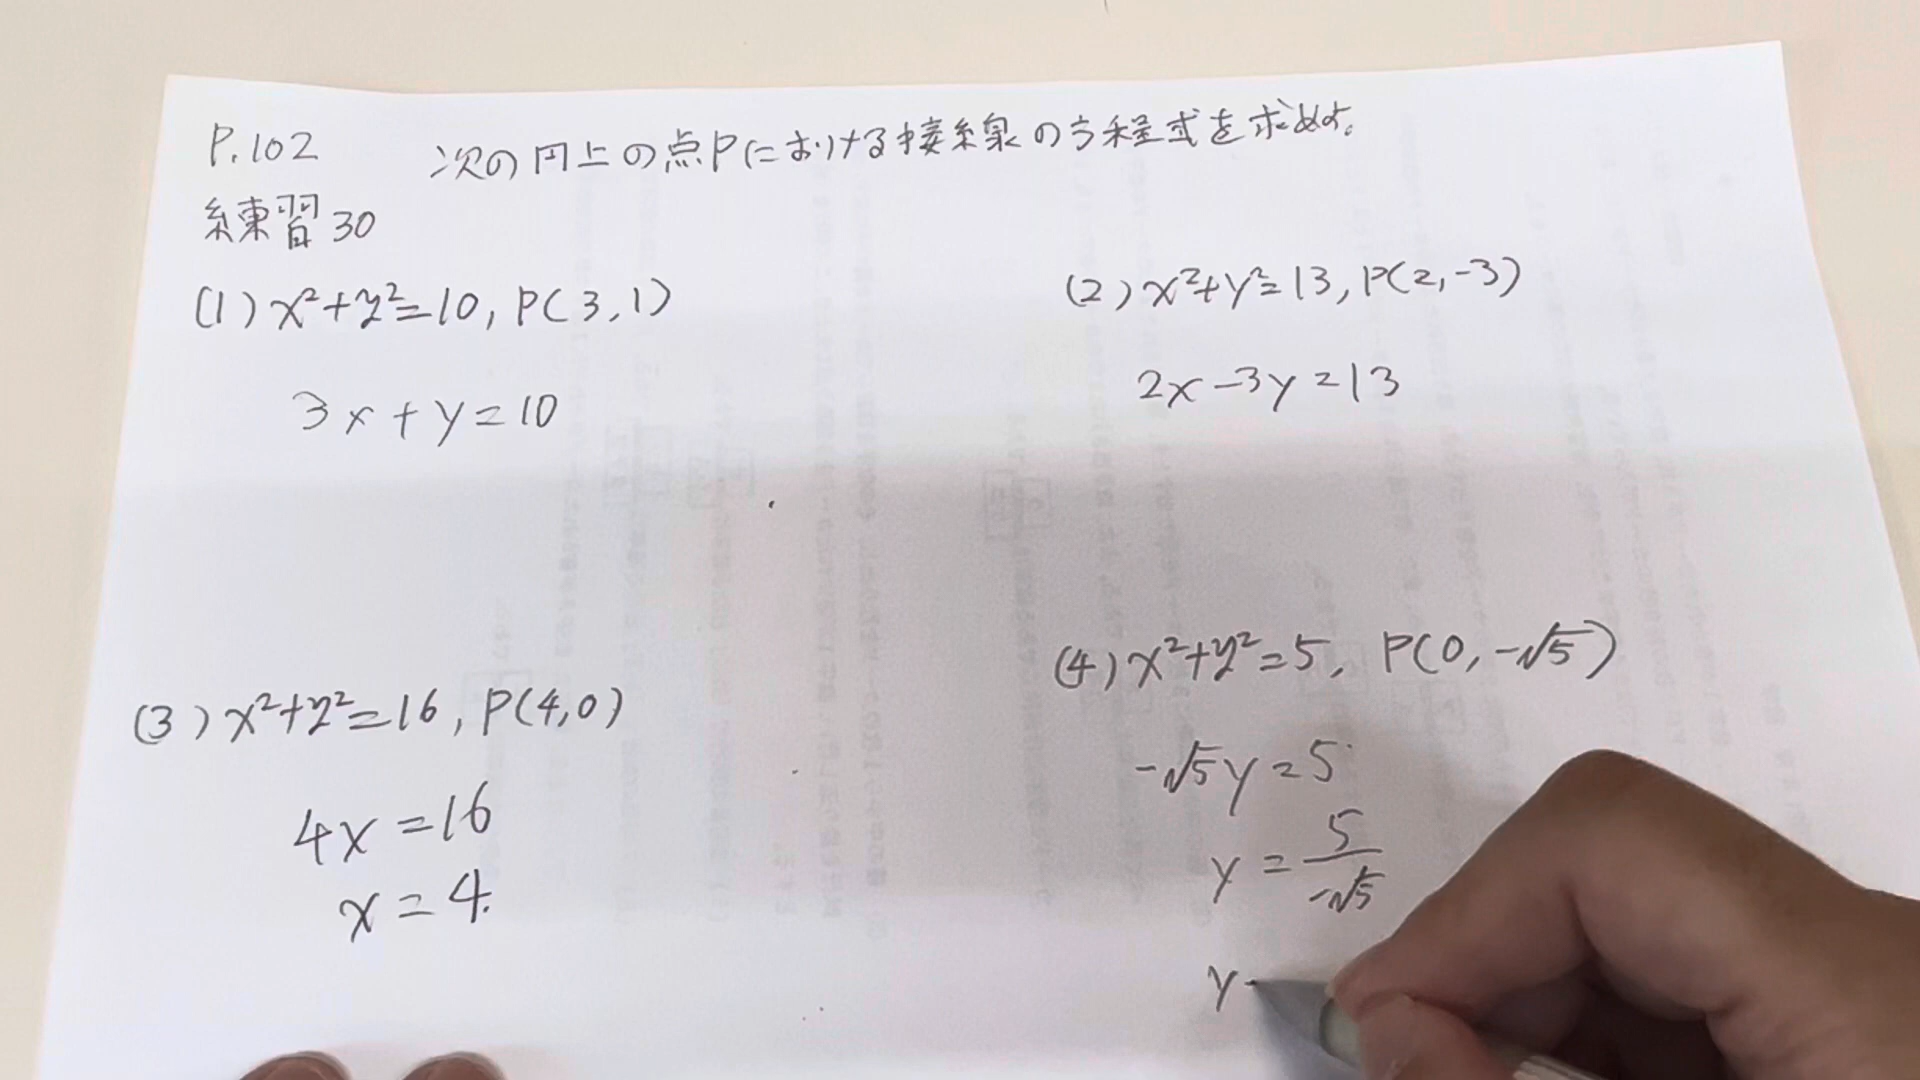 P.102
練習30
次の円上の点Pにおける接線の方程式を求めよ。
(1) x²+y²=10, P(3,1)
3x+y=10
(2) x²+y²=13, P(2,-3)
2x-3y=13
(3) x²+y²=16, P(4,0)
4x=16
x=4.
(4) x²+y²=5, P(0,-√5)
-√5y=5
y=5/-√5
y